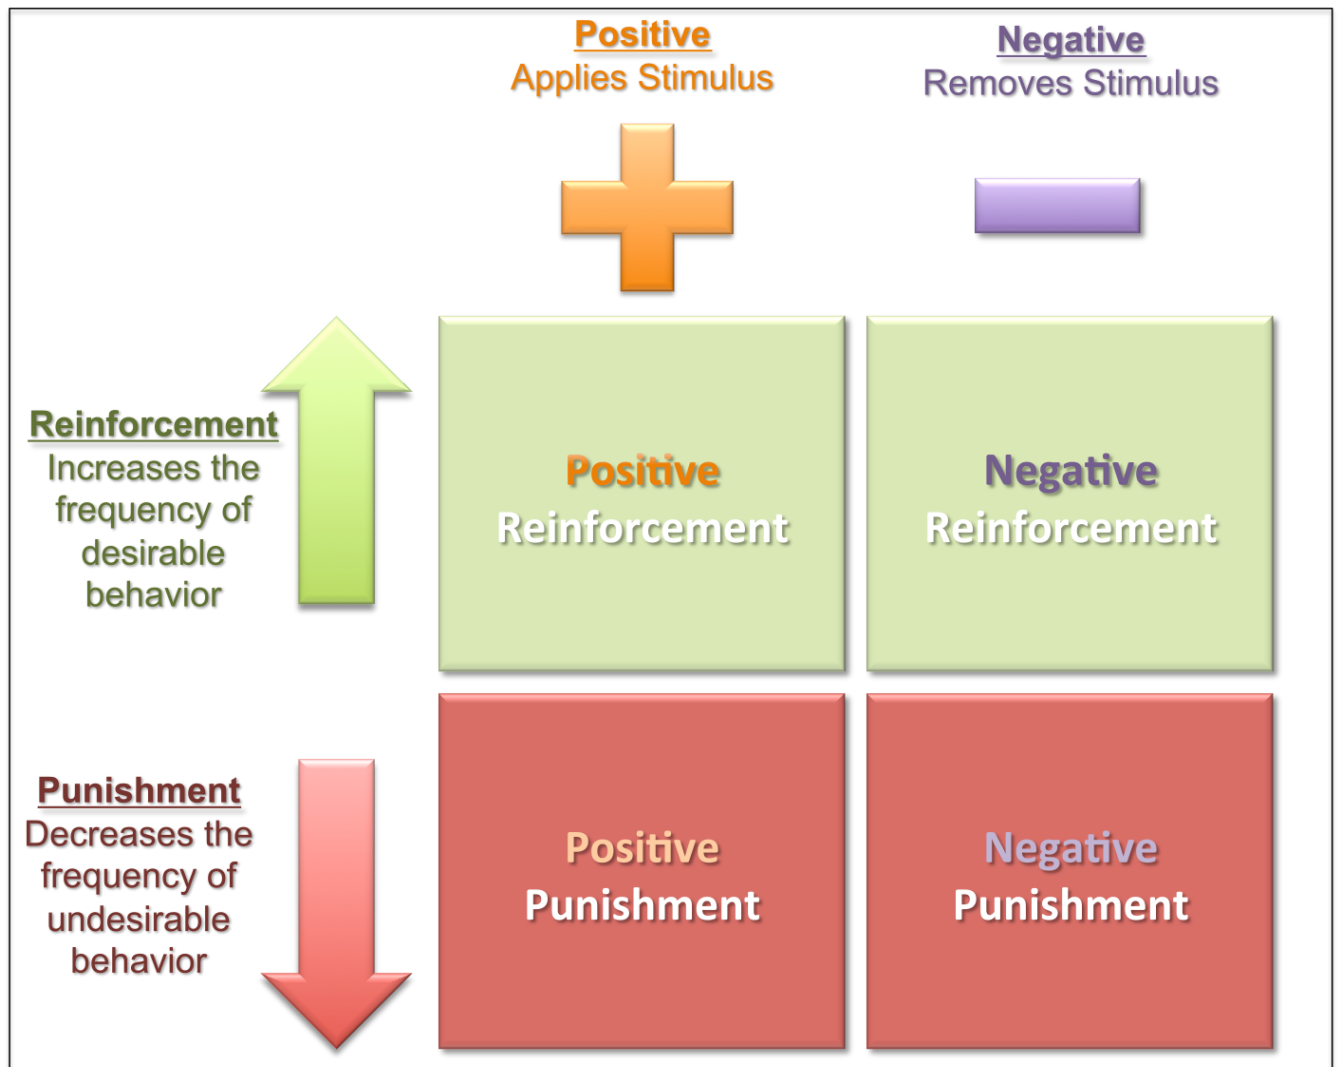 Positive
Applies Stimulus
Negative
Removes Stimulus
Reinforcement
Increases the
frequency of
desirable
behavior
Positive
Reinforcement
Negative
Reinforcement
Punishment
Decreases the
frequency of
undesirable
behavior
Positive
Punishment
Negative
Punishment